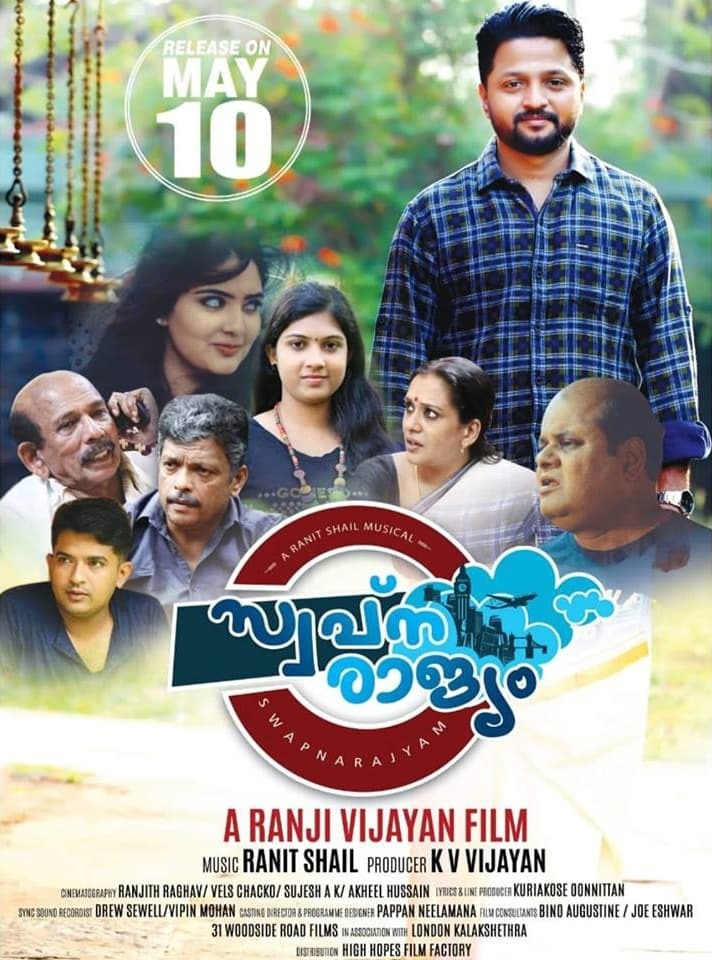 RELEASE ON
MAY
10
A RANIT SHAIL MUSICAL
സ്വപ്ന
രാജ്യം
SWAPNARAJYAM
A RANJI VIJAYAN FILM
MUSIC RANIT SHAIL PRODUCER K V VIJAYAN
CINEMATOGRAPHY RANJITH RAGHAV/ VELS CHACKO/ SUJESH A K/ AKHEEL HUSSAIN LYRICS & LINE PRODUCER KURIAKOSE OONNITTAN
SYNC SOUND RECORDIST DREW SEWELL/VIPIN MOHAN CASTING DIRECTOR & PROGRAMME DESIGNER PAPPAN NEELAMANA FILM CONSULTANTS BINO AUGUSTINE / JOE ESHWAR
31 WOODSIDE ROAD FILMS IN ASSOCIATION WITH LONDON KALAKSHETHRA
DISTRIBUTION HIGH HOPES FILM FACTORY